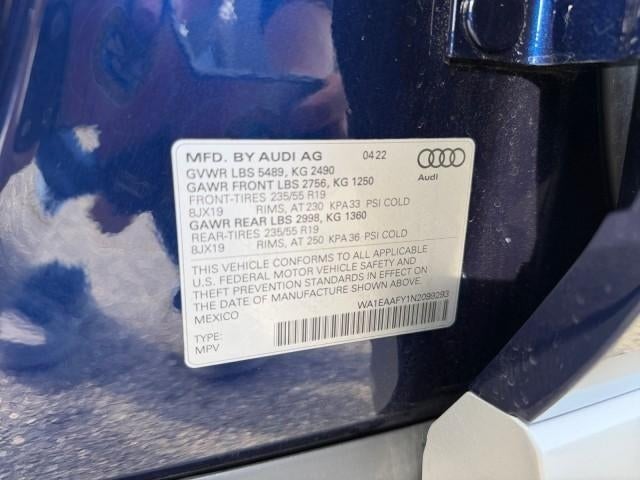 MFD. BY AUDI AG 04 22
GVWR LBS 5489, KG 2490
GAWR FRONT LBS 2756, KG 1250
FRONT-TIRES 235/55 R19
8JX19 RIMS, AT 230 KPA 33 PSI COLD
GAWR REAR LBS 2998, KG 1360
REAR-TIRES 235/55 R19
8JX19 RIMS, AT 250 KPA 36 PSI COLD
Audi
THIS VEHICLE CONFORMS TO ALL APPLICABLE
U.S. FEDERAL MOTOR VEHICLE SAFETY AND
THEFT PREVENTION STANDARDS IN EFFECT ON
THE DATE OF MANUFACTURE SHOWN ABOVE.
MEXICO
WA1EAAFY1N2099293
TYPE:
MPV